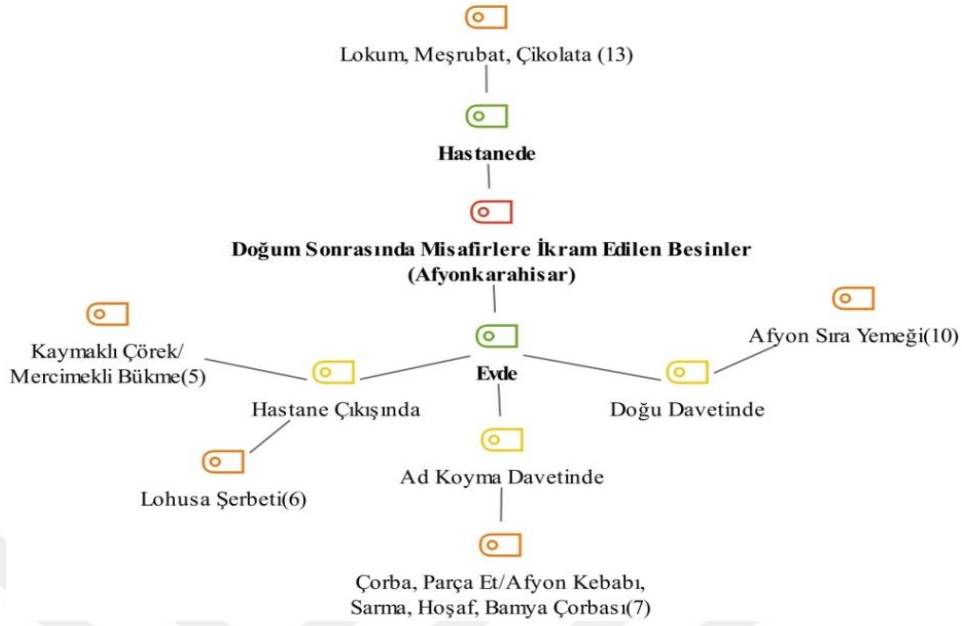 Lokum, Meşrubat, Çikolata (13)
Hastanede
Doğum Sonrasında Misafirlere İkram Edilen Besinler
(Afyonkarahisar)
Afyon Sıra Yemeği(10)
Kaymaklı Çörek/
Mercimekli Bükme(5)
Evde
Hastane Çıkışında
Doğu Davetinde
Lohusa Şerbeti(6)
Ad Koyma Davetinde
Çorba, Parça Et/Afyon Kebabı,
Sarma, Hoşaf, Bamya Çorbası(7)